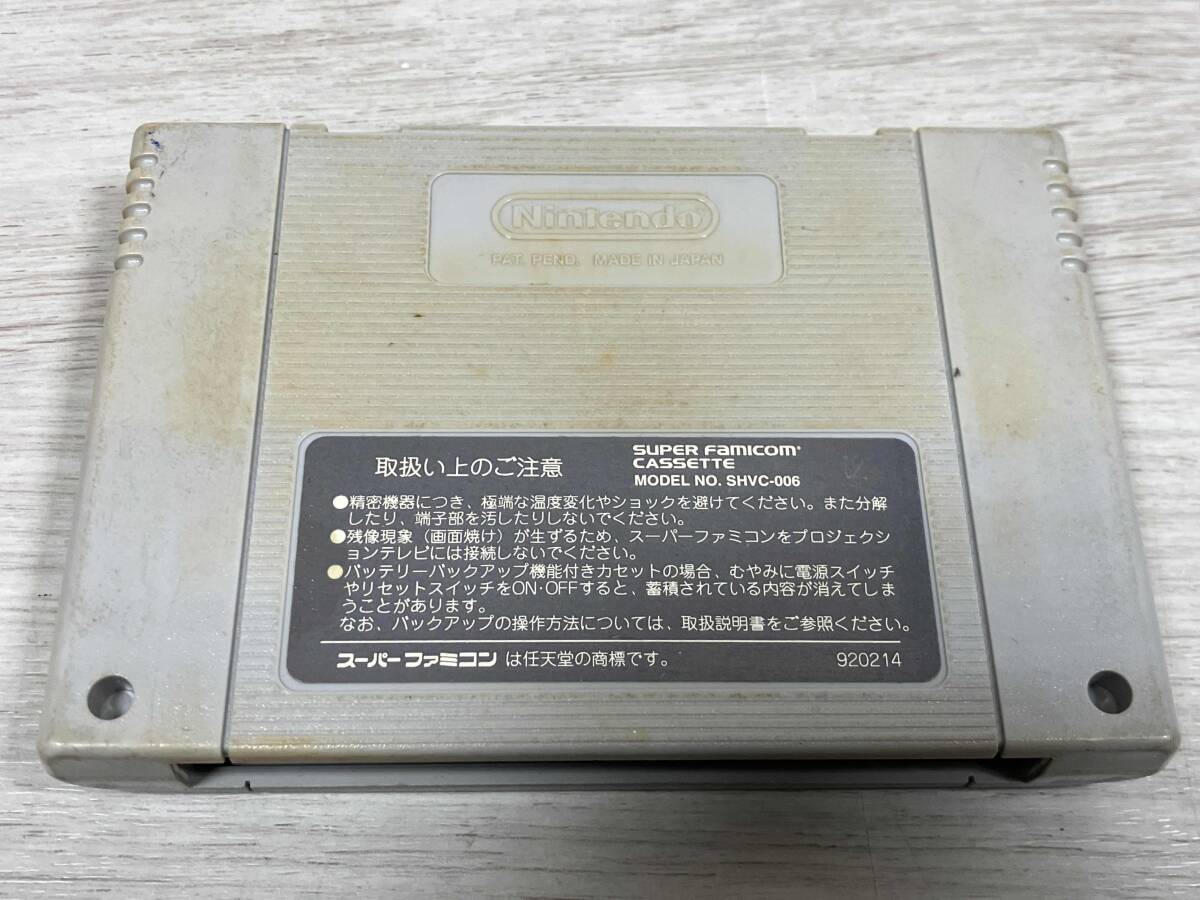 Nintendo
PAT. PEND. MADE IN JAPAN
取扱い上のご注意
SUPER FAMICOM
CASSETTE
MODEL NO. SHVC-006
●精密機器につき、極端な温度変化やショックを避けてください。また分解
したり、端子部を汚したりしないでください。
●残像現象（画面焼け）が生ずるため、スーパーファミコンをプロジェクシ
ョンテレビには接続しないでください。
●バッテリーバックアップ機能付きカセットの場合、むやみに電源スイッチ
やリセットスイッチをON・OFFすると、蓄積されている内容が消えてしま
うことがあります。
なお、バックアップの操作方法については、取扱説明書をご参照ください。
スーパーファミコン は任天堂の商標です。
920214